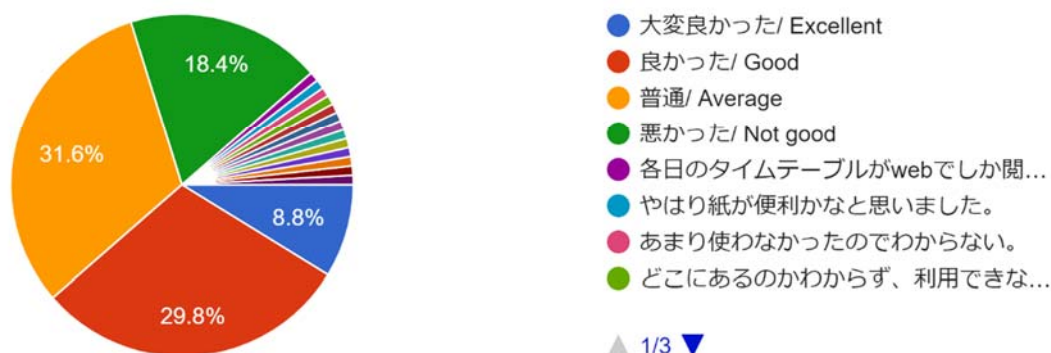 18.4%
31.6%
8.8%
29.8%
大変良かった/ Excellent
良かった/ Good
普通/ Average
悪かった/ Not good
各日のタイムテーブルがwebでしか閲...
やはり紙が便利かなと思いました。
あまり使わなかったのでわからない。
どこにあるのかわからず、利用できな...
1/3